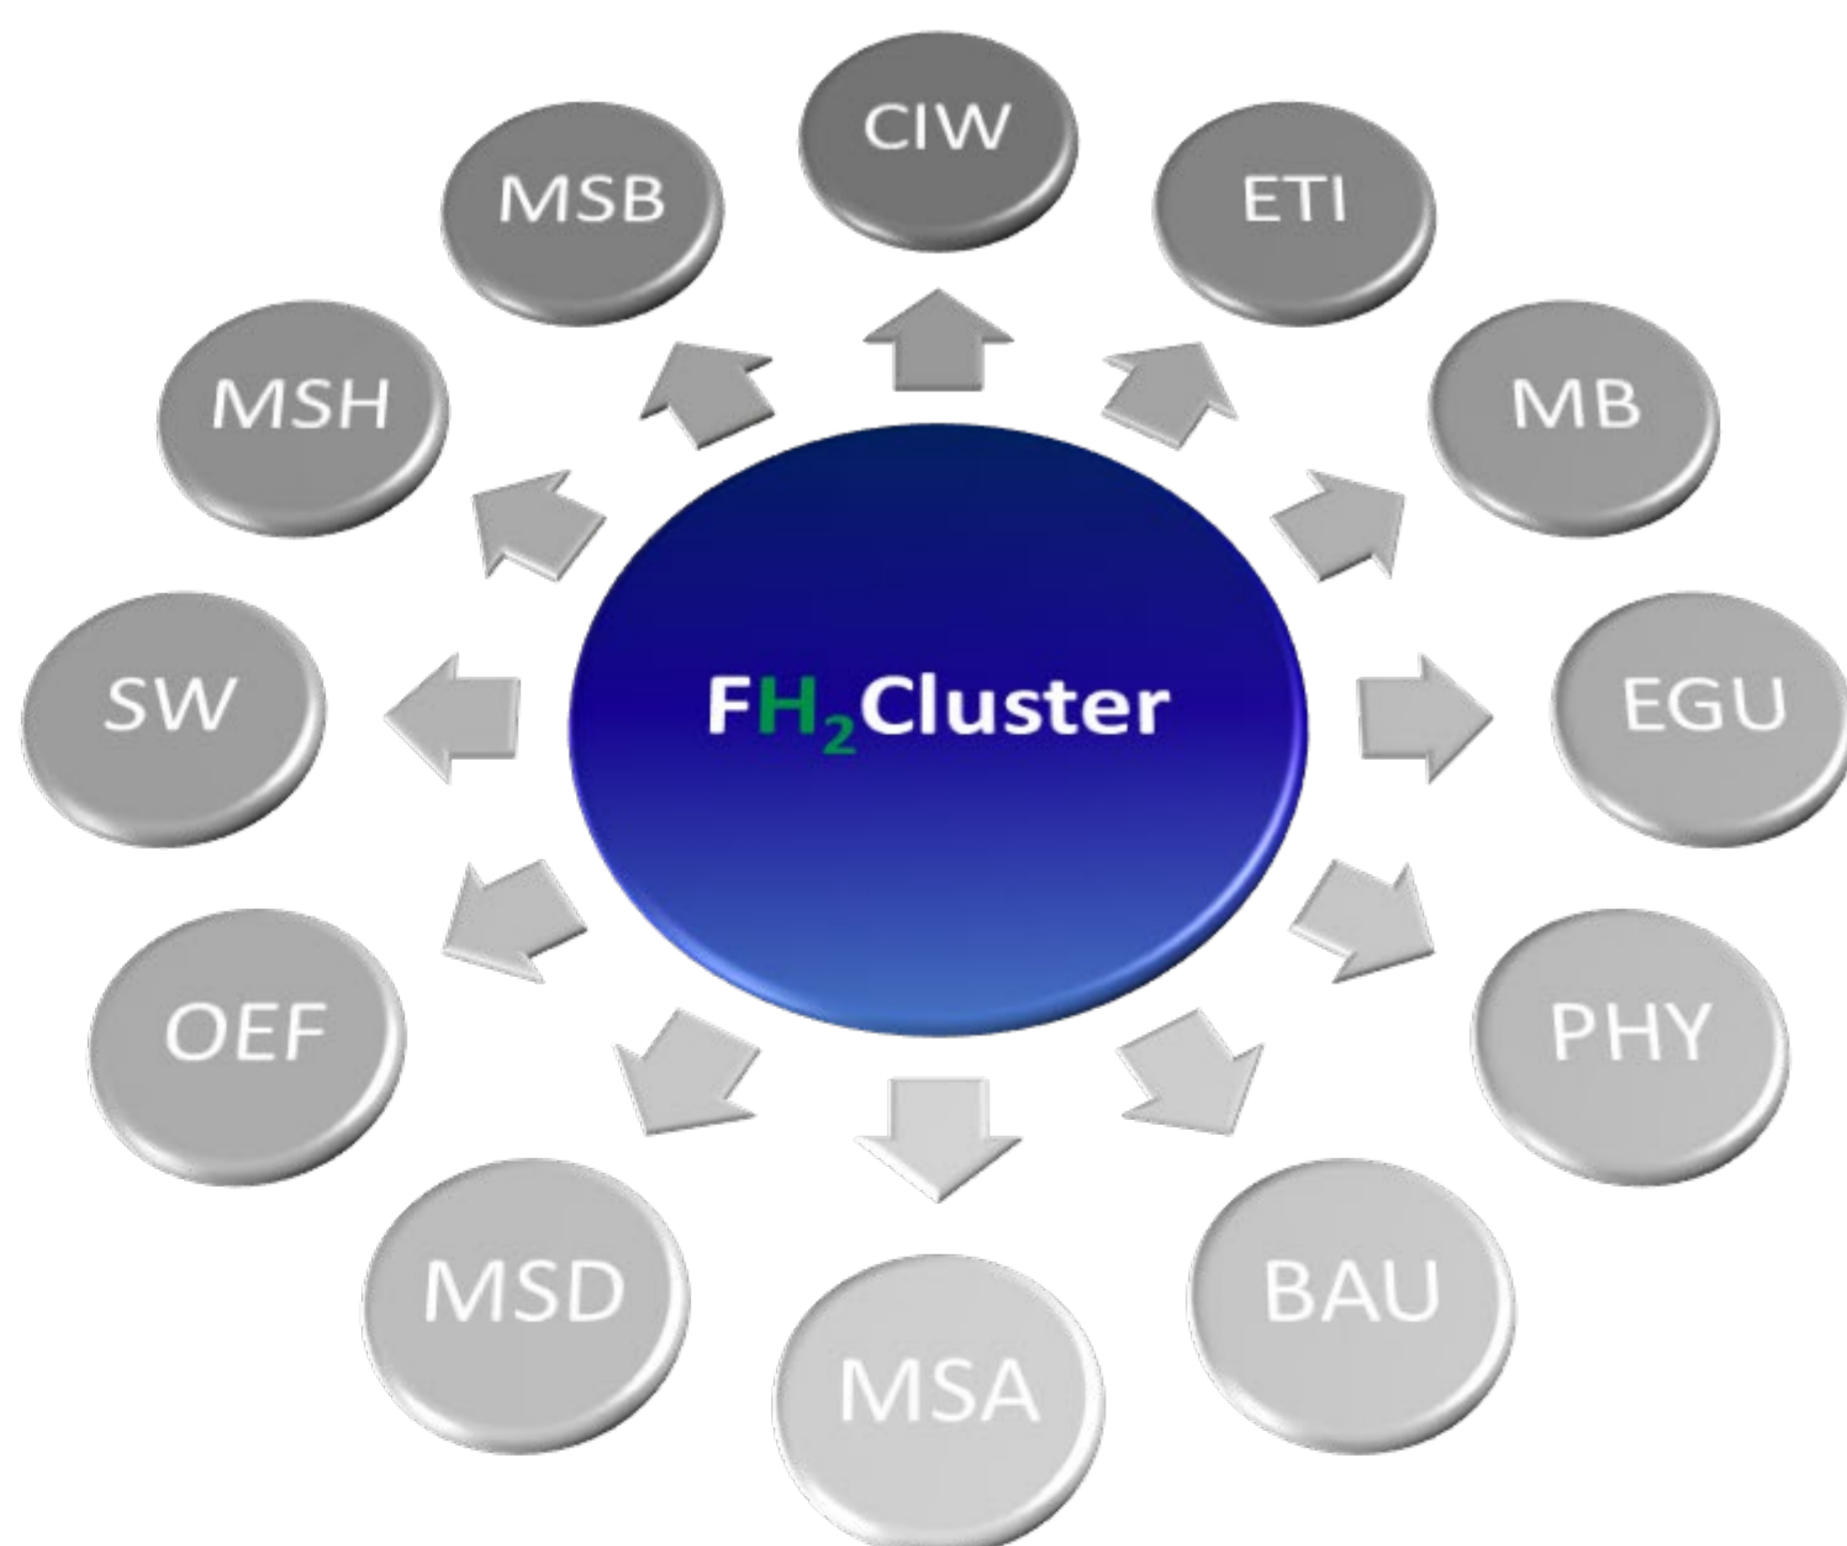 CIW
ETI
MB
EGU
PHY
BAU
MSA
MSD
OEF
SW
MSH
MSB
FH₂Cluster